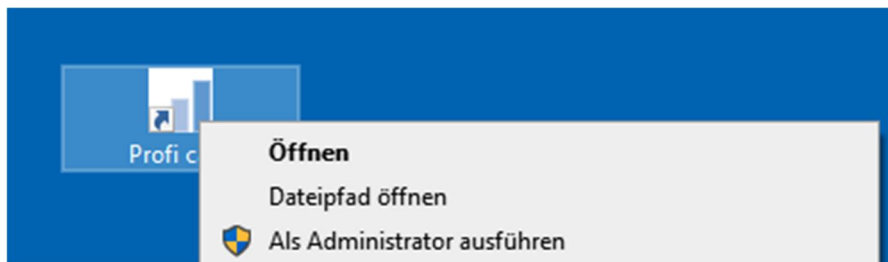 Profi c
Öffnen
Dateipfad öffnen
Als Administrator ausführen